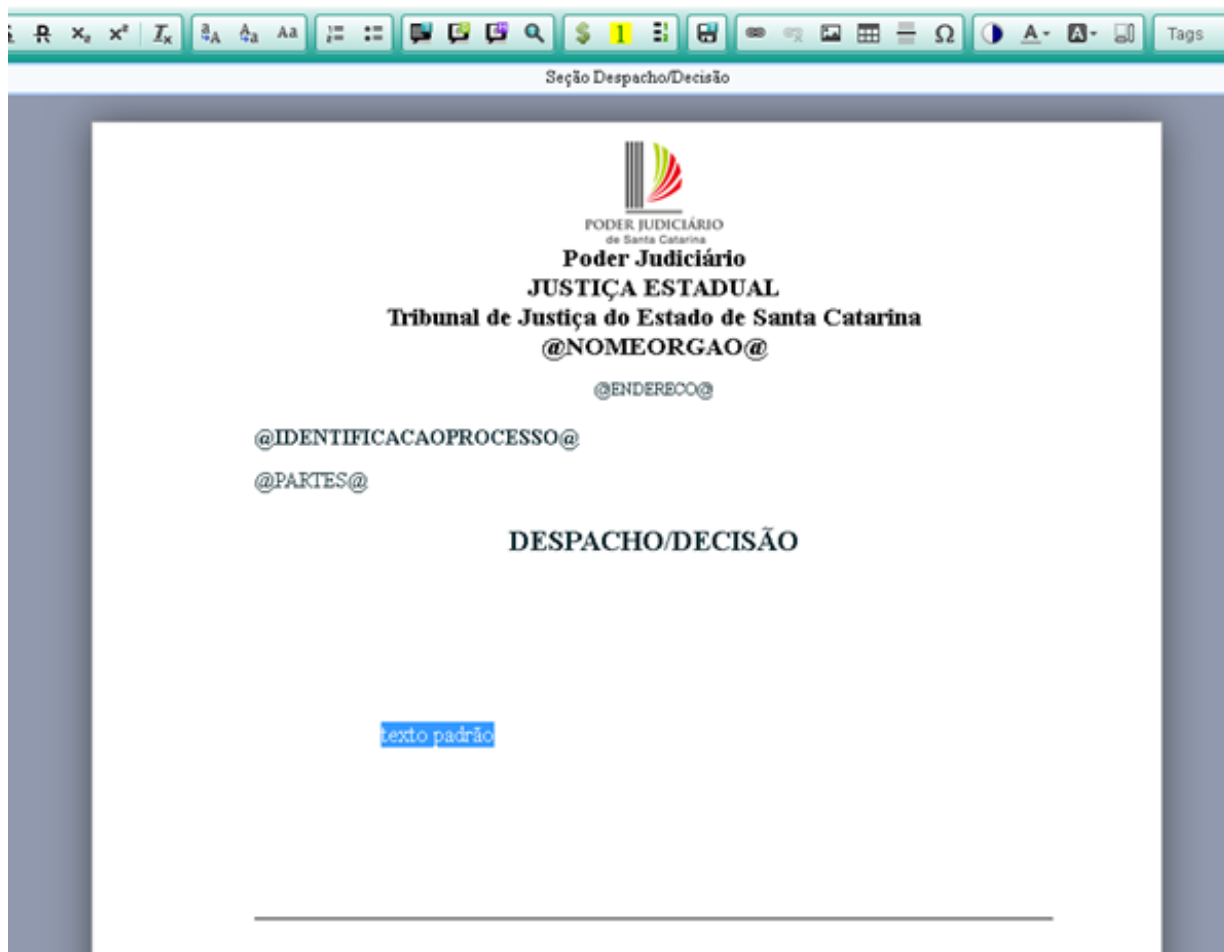 Tags
Seção Despacho/Decisão
PODER JUDICIÁRIO
de Santa Catarina
Poder Judiciário
JUSTIÇA ESTADUAL
Tribunal de Justiça do Estado de Santa Catarina
@NOMEORGAO@
@ENDERECO@
@IDENTIFICACAOPROCESSO@
@PARTES@
DESPACHO/DECISÃO
texto padrão